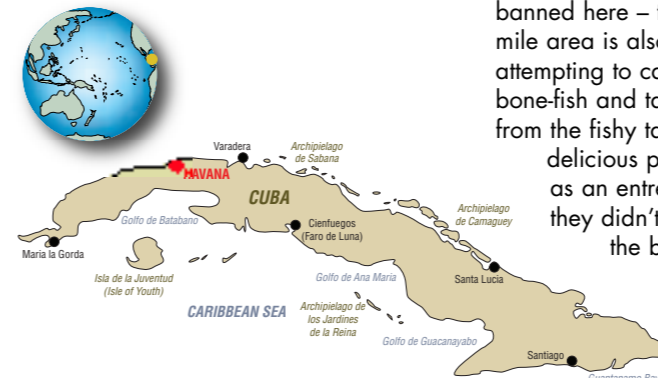 banned here –
mile area is also
attempting to
bone-fish and
from the fishy
delicious
as an entre
they didn't
the b
Varadera
Archipielago
de Sabana
HAVANA
CUBA
Golfo de Batabano
Cienfuegos
(Faro de Luna)
Archipielago
de Camaguey
Maria la Gorda
Isla de la Juventud
(Isle of Youth)
Golfo de Ana Maria
Santa Lucia
CARIBBEAN SEA
Archipielago de
los Jardines
de la Reina
Golfo de Guacanayabo
Santiago